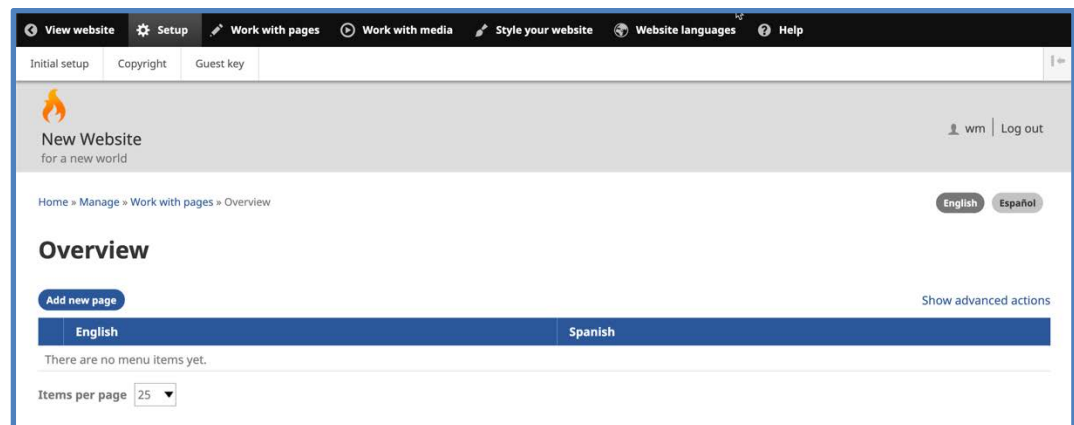 View website Setup Work with pages Work with media Style your website Website languages Help
Initial setup Copyright Guest key
New Website
for a new world
wm Log out
Home » Manage » Work with pages » Overview
English Español
Overview
Add new page
Show advanced actions
English Spanish
There are no menu items yet.
Items per page 25